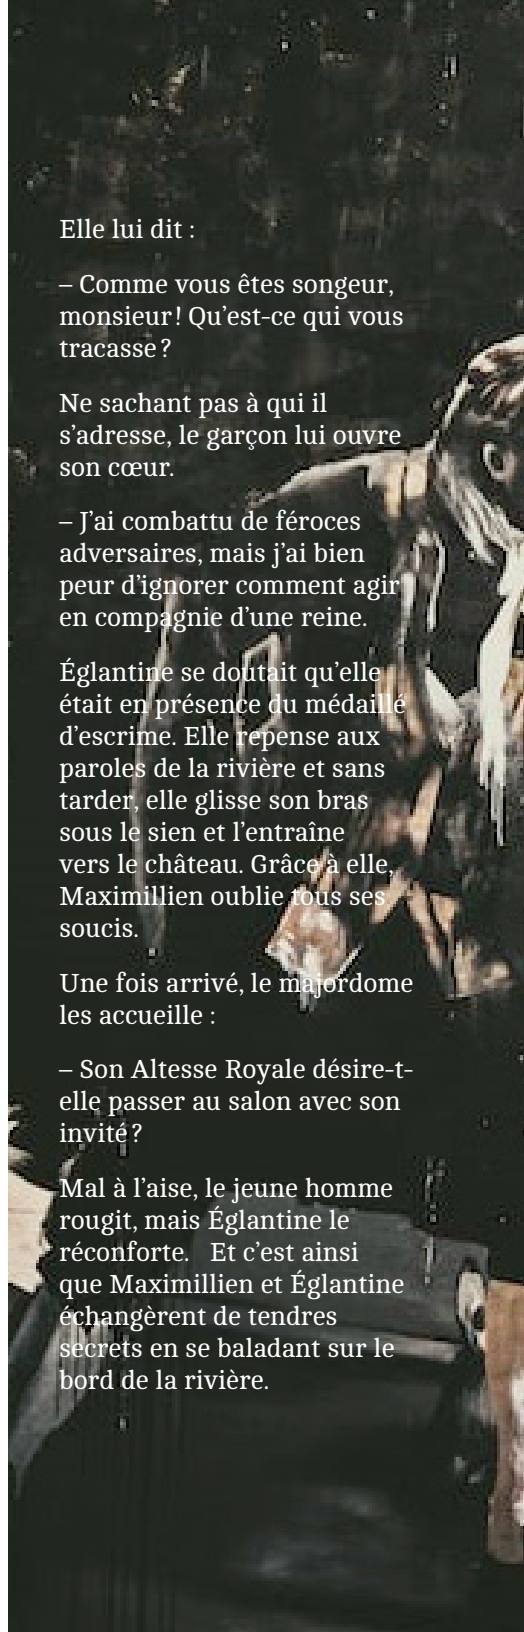 Elle lui dit :
– Comme vous êtes songeur,
monsieur ! Qu’est-ce qui vous
tracasse ?
Ne sachant pas à qui il
s’adresse, le garçon lui ouvre
son cœur.
– J’ai combattu de féroces
adversaires, mais j’ai bien
peur d’ignorer comment agir
en compagnie d’une reine.
Églantine se doutait qu’elle
était en présence du médaillé
d’escrime. Elle repense aux
paroles de la rivière et sans
tarder, elle glisse son bras
sous le sien et l’entraîne
vers le château. Grâce à elle,
Maximillien oublie tous ses
soucis.
Une fois arrivé, le majordome
les accueille :
– Son Altesse Royale désire-t-
elle passer au salon avec son
invité ?
Mal à l’aise, le jeune homme
rougit, mais Églantine le
réconforte.   Et c’est ainsi
que Maximillien et Églantine
échangèrent de tendres
secrets en se baladant sur le
bord de la rivière.